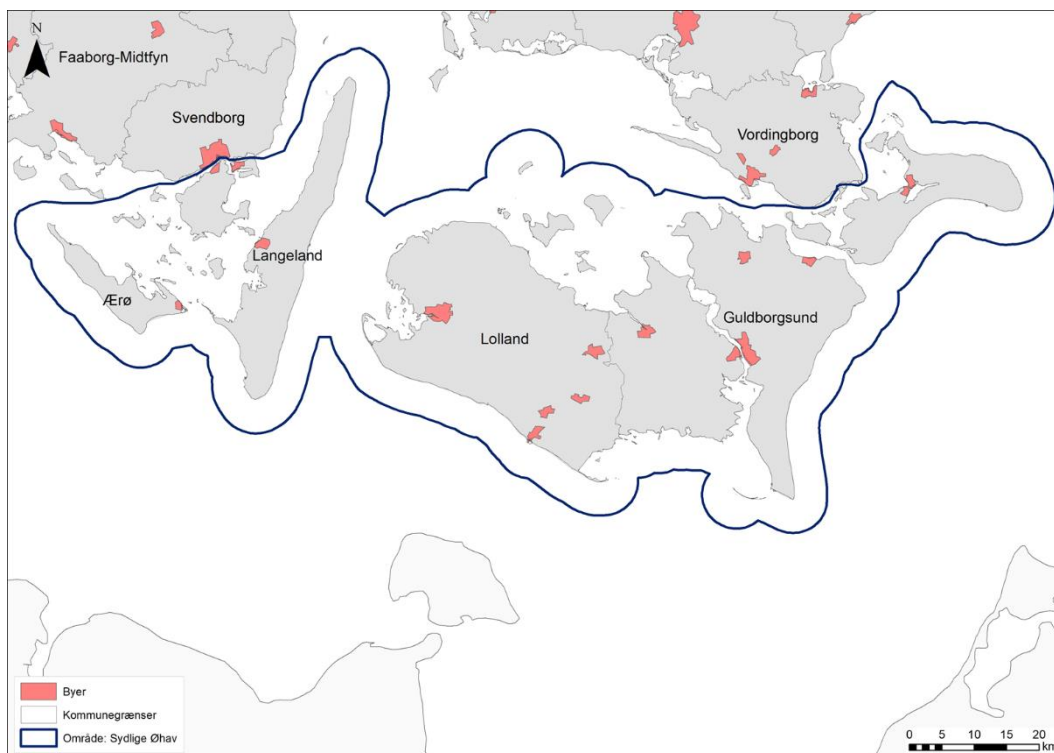 N
Faaborg-Midtfyn
Svendborg
Vordingborg
Langeland
Ærø
Guldborgsund
Lolland
Byer
Kommunegrænser
Område: Sydlige Øhav
0 5 10 15 20
km